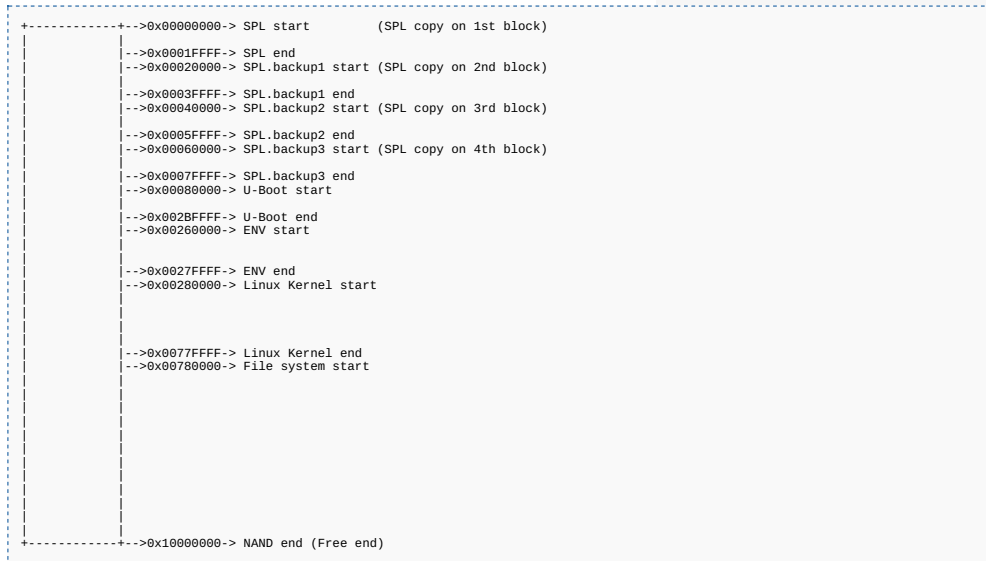 +------------+-->0x00000000-> SPL start         (SPL copy on 1st block)
|            |-->0x0001FFFF-> SPL end
|            |-->0x00020000-> SPL.backup1 start (SPL copy on 2nd block)
|            |-->0x0003FFFF-> SPL.backup1 end
|            |-->0x00040000-> SPL.backup2 start (SPL copy on 3rd block)
|            |-->0x0005FFFF-> SPL.backup2 end
|            |-->0x00060000-> SPL.backup3 start (SPL copy on 4th block)
|            |-->0x0007FFFF-> SPL.backup3 end
|            |-->0x00080000-> U-Boot start
|            |-->0x002BFFFF-> U-Boot end
|            |-->0x00260000-> ENV start
|            |-->0x0027FFFF-> ENV end
|            |-->0x00280000-> Linux Kernel start
|            |-->0x0077FFFF-> Linux Kernel end
|            |-->0x00780000-> File system start
+------------+-->0x10000000-> NAND end (Free end)